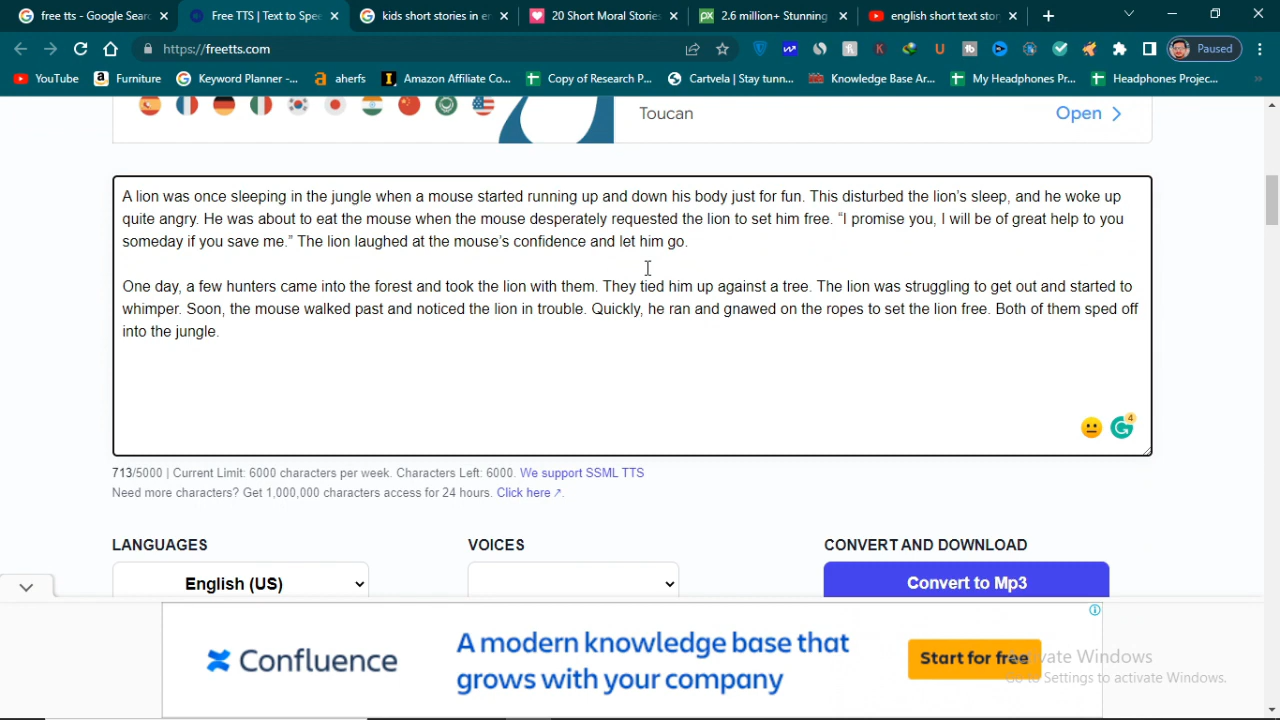 free tts - Google Searc
Free TTS | Text to Spee
kids short stories in e
20 Short Moral Stories
2.6 million+ Stunning
english short text stor
https://freetts.com
Paused
YouTube
Furniture
Keyword Planner -...
aherfs
Amazon Affiliate Co...
Copy of Research P...
Cartvela | Stay tunn...
Knowledge Base Ar...
My Headphones Pr...
Headphones Projec...
Toucan
Open
A lion was once sleeping in the jungle when a mouse started running up and down his body just for fun. This disturbed the lion’s sleep, and he woke up
quite angry. He was about to eat the mouse when the mouse desperately requested the lion to set him free. “I promise you, I will be of great help to you
someday if you save me.” The lion laughed at the mouse’s confidence and let him go.
One day, a few hunters came into the forest and took the lion with them. They tied him up against a tree. The lion was struggling to get out and started to
whimper. Soon, the mouse walked past and noticed the lion in trouble. Quickly, he ran and gnawed on the ropes to set the lion free. Both of them sped off
into the jungle.
4
713/5000 | Current Limit: 6000 characters per week. Characters Left: 6000. We support SSML TTS
Need more characters? Get 1,000,000 characters access for 24 hours. Click here
LANGUAGES
VOICES
CONVERT AND DOWNLOAD
English (US)
Convert to Mp3
Confluence
A modern knowledge base that
grows with your company
Start for free
Activate Windows
Go to Settings to activate Windows.